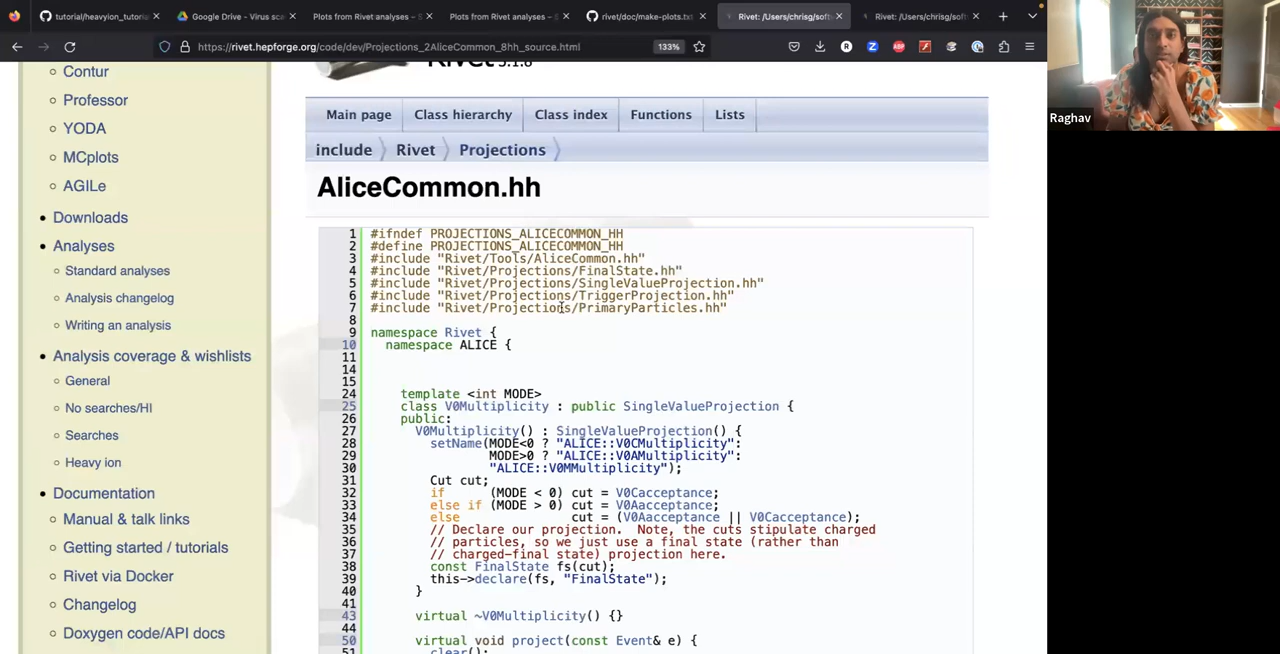 tutorial/heavyion_tutorial
Google Drive - Virus sca
Plots from Rivet analyses – S
Plots from Rivet analyses – S
rivet/doc/make-plots.txt
Rivet: /Users/chrisg/soft
Rivet: /Users/chrisg/soft
https://rivet.hepforge.org/code/dev/Projections_2AliceCommon_8hh_source.html
133%
Contur
Professor
YODA
MCplots
AGILe
Downloads
Analyses
Standard analyses
Analysis changelog
Writing an analysis
Analysis coverage & wishlists
General
No searches/HI
Searches
Heavy ion
Documentation
Manual & talk links
Getting started / tutorials
Rivet via Docker
Changelog
Doxygen code/API docs
Rivet 3.1.6
Main page Class hierarchy Class index Functions Lists
include Rivet Projections
AliceCommon.hh
1 #ifndef PROJECTIONS_ALICECOMMON_HH
2 #define PROJECTIONS_ALICECOMMON_HH
3 #include "Rivet/Tools/AliceCommon.hh"
4 #include "Rivet/Projections/FinalState.hh"
5 #include "Rivet/Projections/SingleValueProjection.hh"
6 #include "Rivet/Projections/TriggerProjection.hh"
7 #include "Rivet/Projections/PrimaryParticles.hh"
8
9 namespace Rivet {
10 namespace ALICE {
11
14
15
24 template <int MODE>
25 class V0Multiplicity : public SingleValueProjection {
26 public:
27 V0Multiplicity() : SingleValueProjection() {
28 setName(MODE<0 ? "ALICE::V0CMultiplicity":
29 MODE>0 ? "ALICE::V0AMultiplicity":
30 "ALICE::V0MMultiplicity");
31 Cut cut;
32 if (MODE < 0) cut = V0Cacceptance;
33 else if (MODE > 0) cut = V0Aacceptance;
34 else cut = (V0Aacceptance || V0Cacceptance);
35 // Declare our projection. Note, the cuts stipulate charged
36 // particles, so we just use a final state (rather than
37 // charged-final state) projection here.
38 const FinalState fs(cut);
39 this->declare(fs, "FinalState");
40 }
41
43 virtual ~V0Multiplicity() {}
44
50 virtual void project(const Event& e) {
51 clear();
Raghav